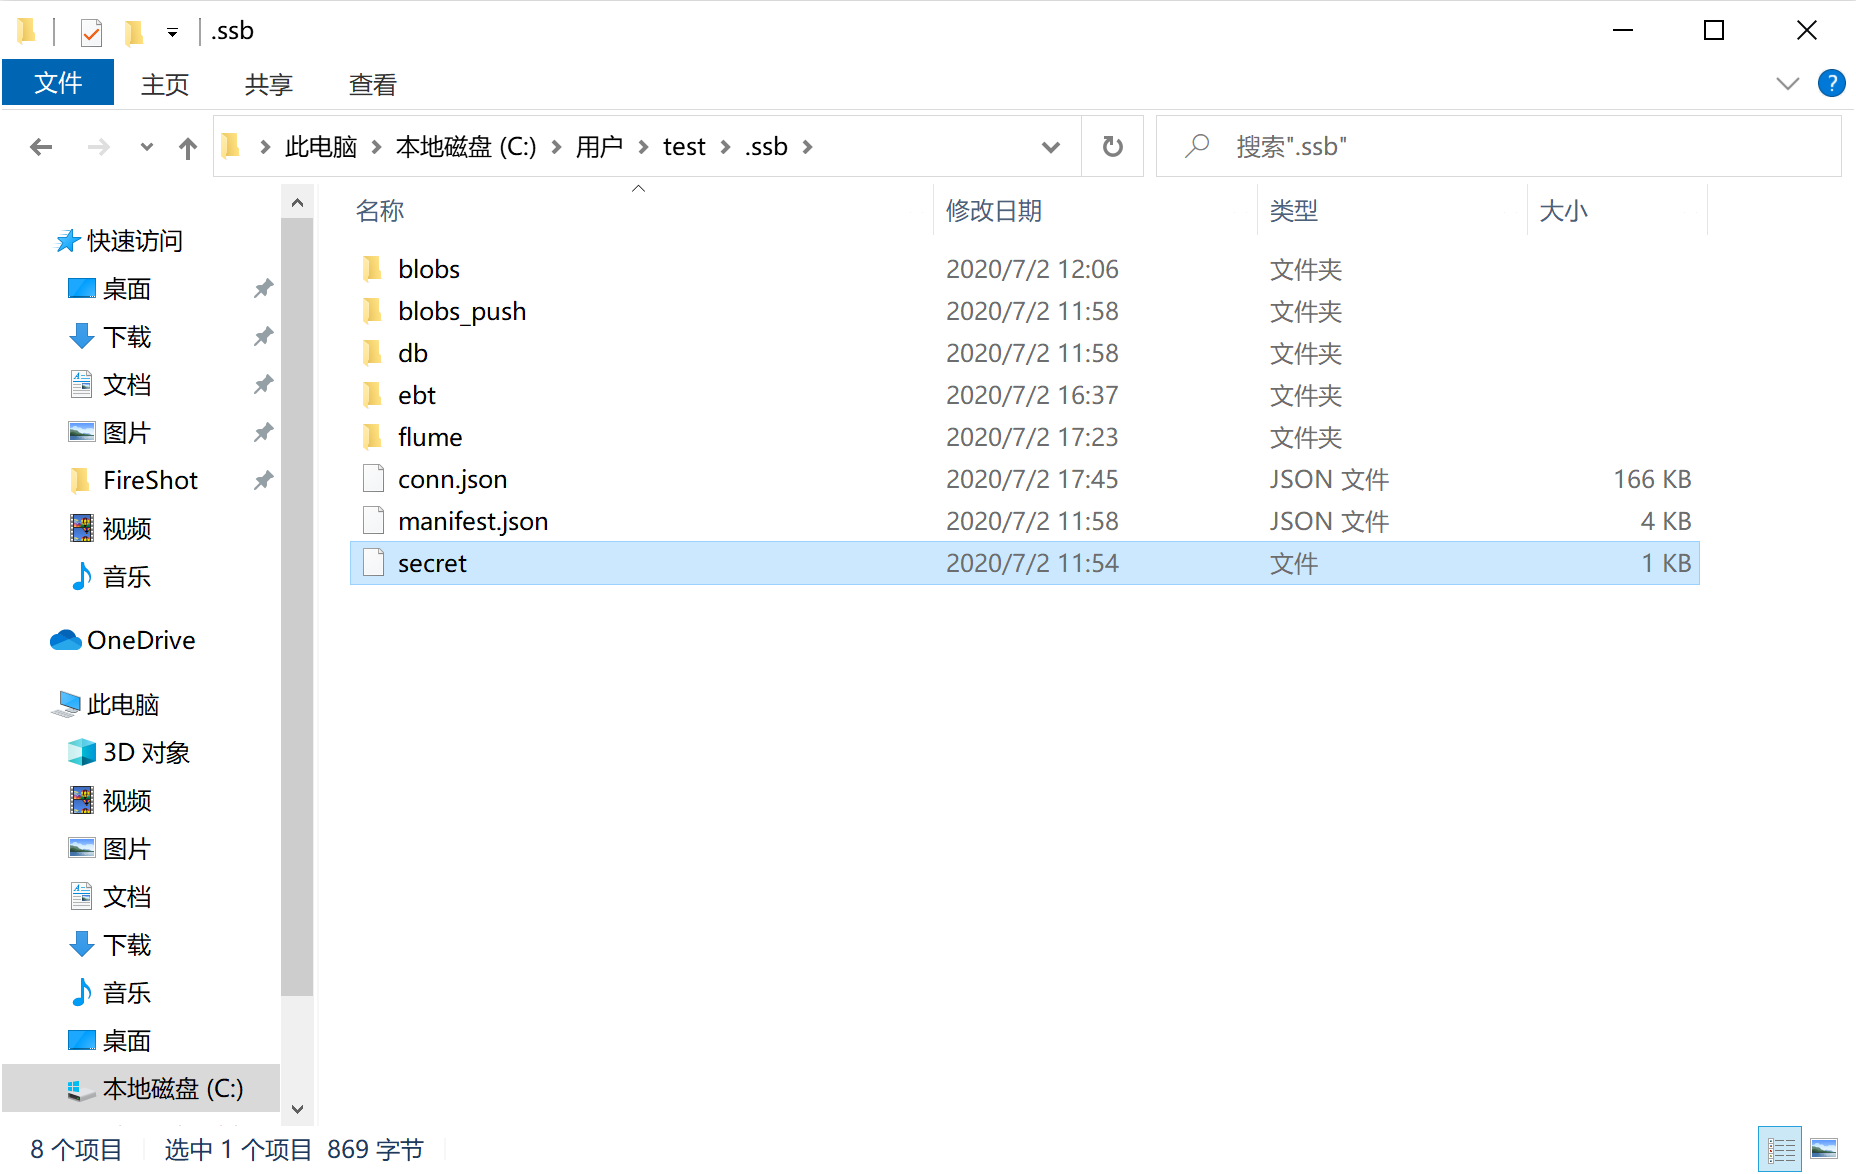 .ssb
文件 主页 共享 查看
此电脑 本地磁盘 (C:) 用户 test .ssb 搜索".ssb"
名称 修改日期 类型 大小
快速访问
桌面
下载
文档
图片
FireShot
视频
音乐
OneDrive
此电脑
3D 对象
视频
图片
文档
下载
音乐
桌面
本地磁盘 (C:)
blobs 2020/7/2 12:06 文件夹
blobs_push 2020/7/2 11:58 文件夹
db 2020/7/2 11:58 文件夹
ebt 2020/7/2 16:37 文件夹
flume 2020/7/2 17:23 文件夹
conn.json 2020/7/2 17:45 JSON 文件 166 KB
manifest.json 2020/7/2 11:58 JSON 文件 4 KB
secret 2020/7/2 11:54 文件 1 KB
8 个项目 选中 1 个项目 869 字节